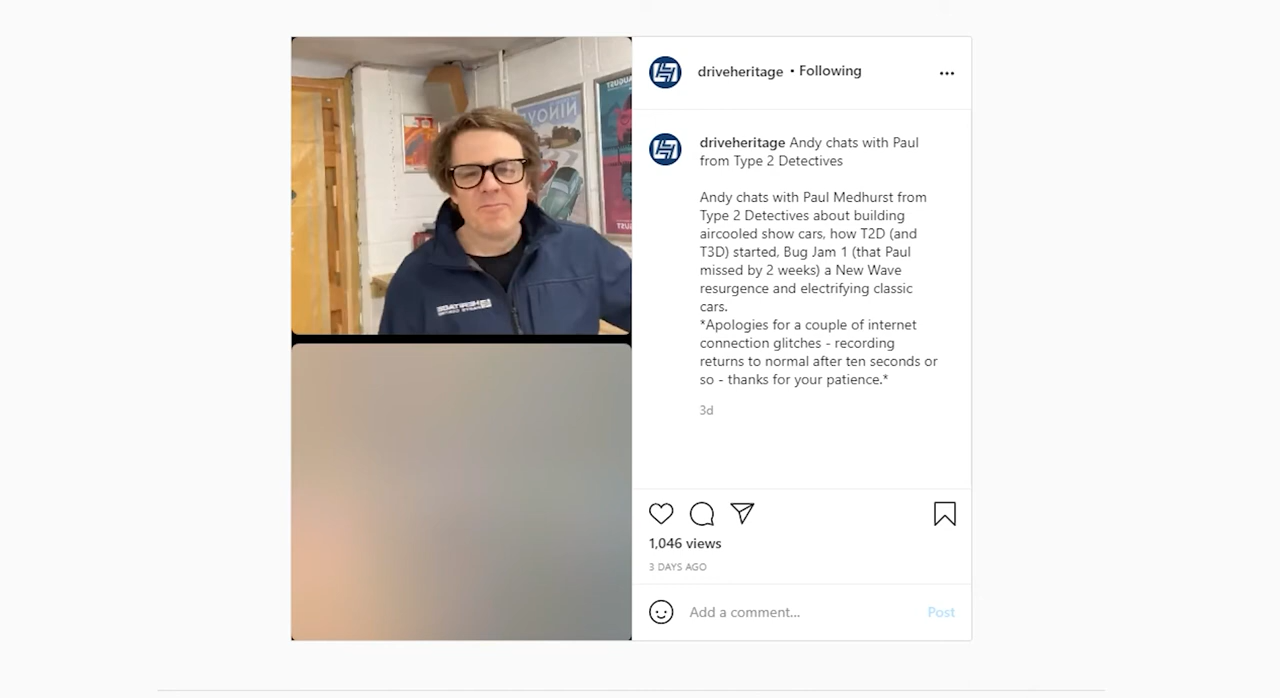 driveheritage • Following
driveheritage Andy chats with Paul
from Type 2 Detectives
Andy chats with Paul Medhurst from
Type 2 Detectives about building
aircooled show cars, how T2D (and
T3D) started, Bug Jam 1 (that Paul
missed by 2 weeks) a New Wave
resurgence and electrifying classic
cars.
*Apologies for a couple of internet
connection glitches - recording
returns to normal after ten seconds or
so - thanks for your patience.*
3d
1,046 views
3 DAYS AGO
Add a comment...
Post
NINOVE
AUGUST
HERITAGE